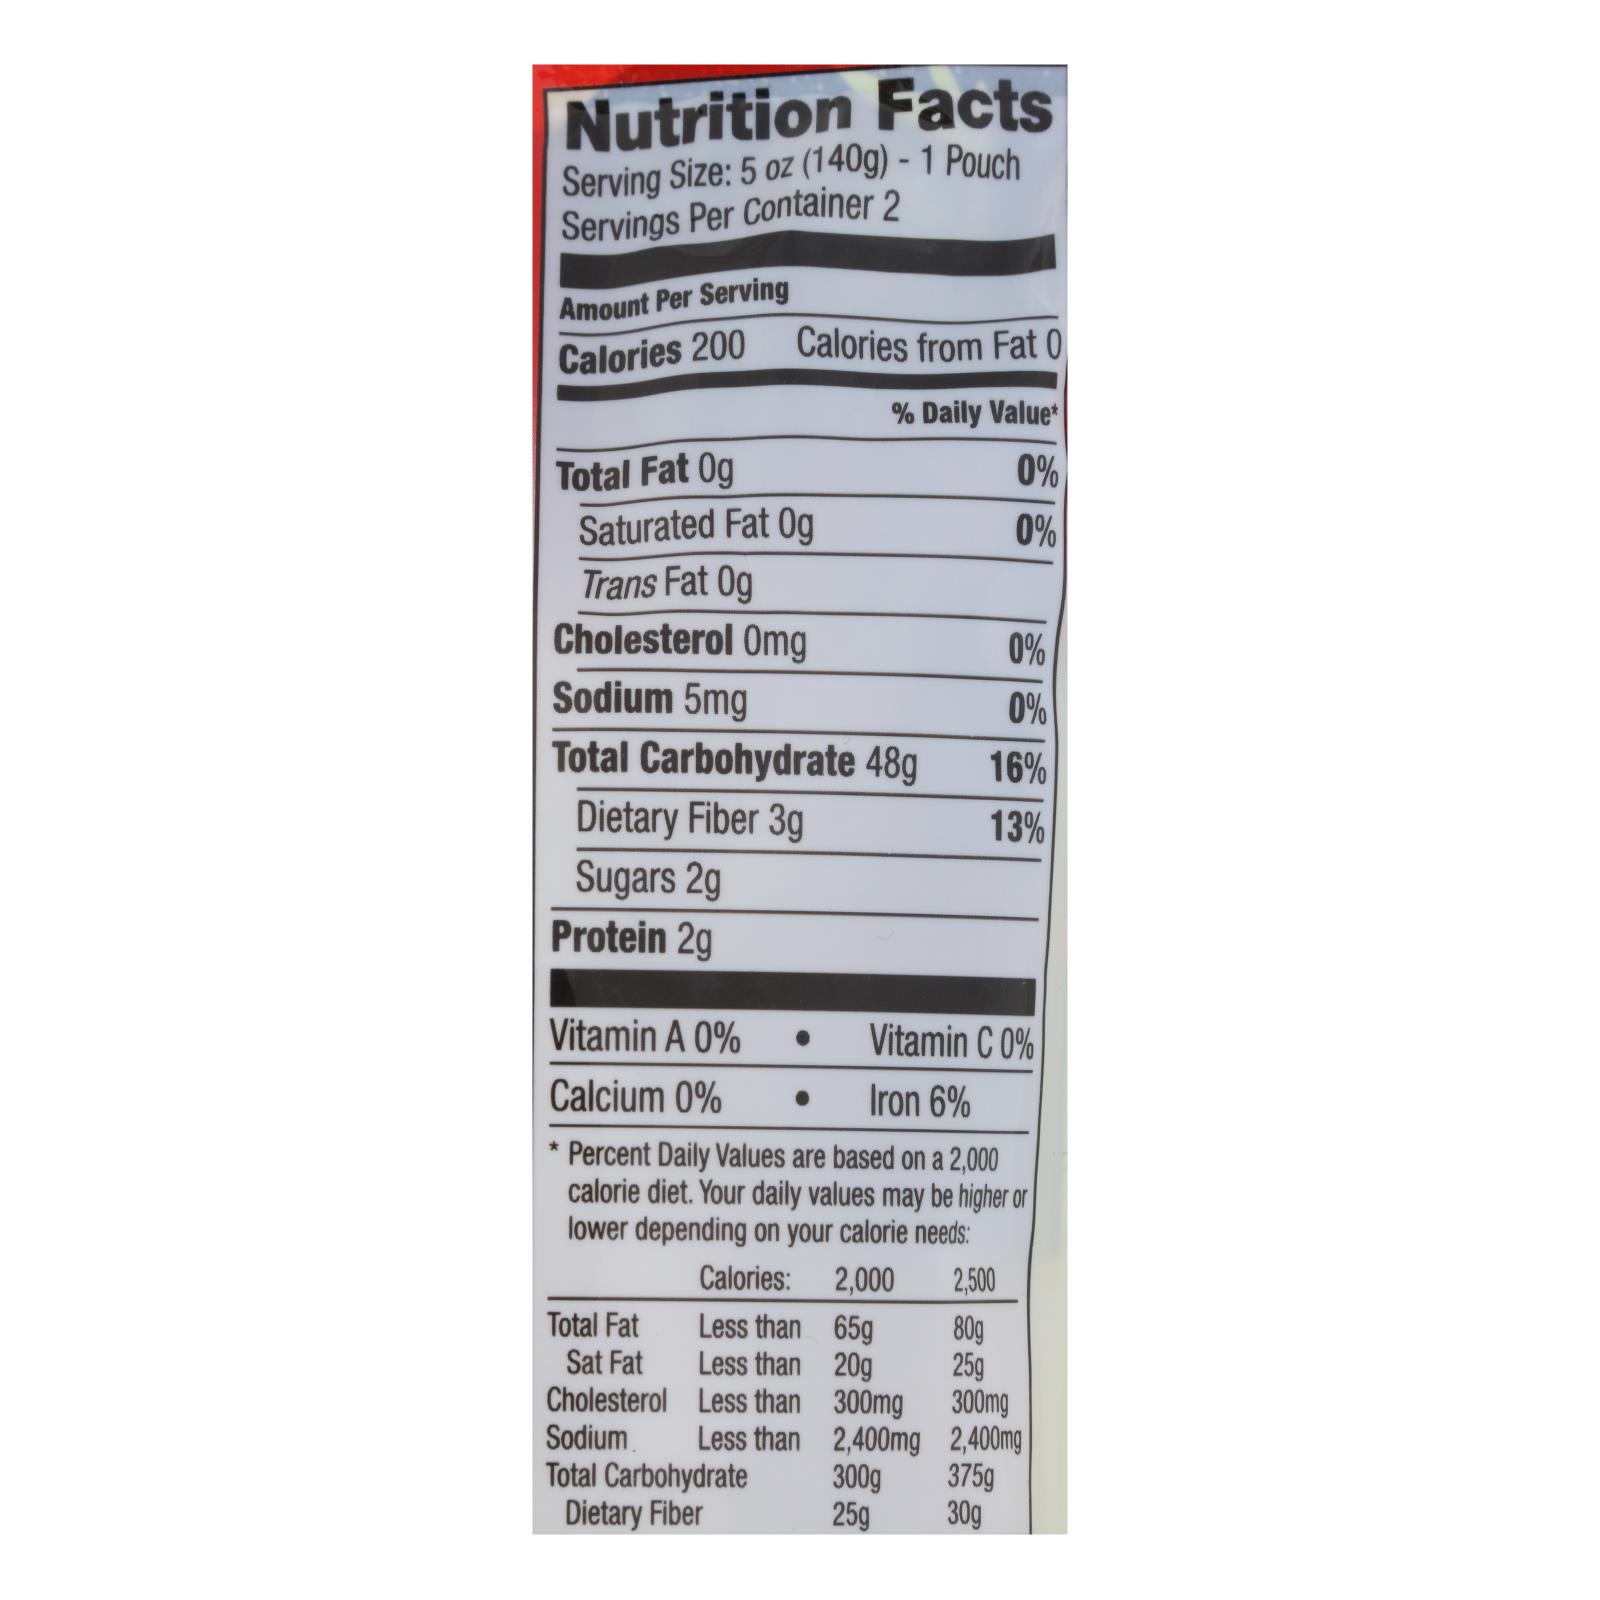 Nutrition Facts
Serving Size: 5 oz (140g) - 1 Pouch
Servings Per Container 2
Amount Per Serving
Calories 200 Calories from Fat 0
% Daily Value*
Total Fat 0g 0%
Saturated Fat 0g 0%
Trans Fat 0g
Cholesterol 0mg 0%
Sodium 5mg 0%
Total Carbohydrate 48g 16%
Dietary Fiber 3g 13%
Sugars 2g
Protein 2g
Vitamin A 0% • Vitamin C 0%
Calcium 0% • Iron 6%
* Percent Daily Values are based on a 2,000
calorie diet. Your daily values may be higher or
lower depending on your calorie needs:
Calories: 2,000 2,500
Total Fat Less than 65g 80g
Sat Fat Less than 20g 25g
Cholesterol Less than 300mg 300mg
Sodium Less than 2,400mg 2,400mg
Total Carbohydrate 300g 375g
Dietary Fiber 25g 30g